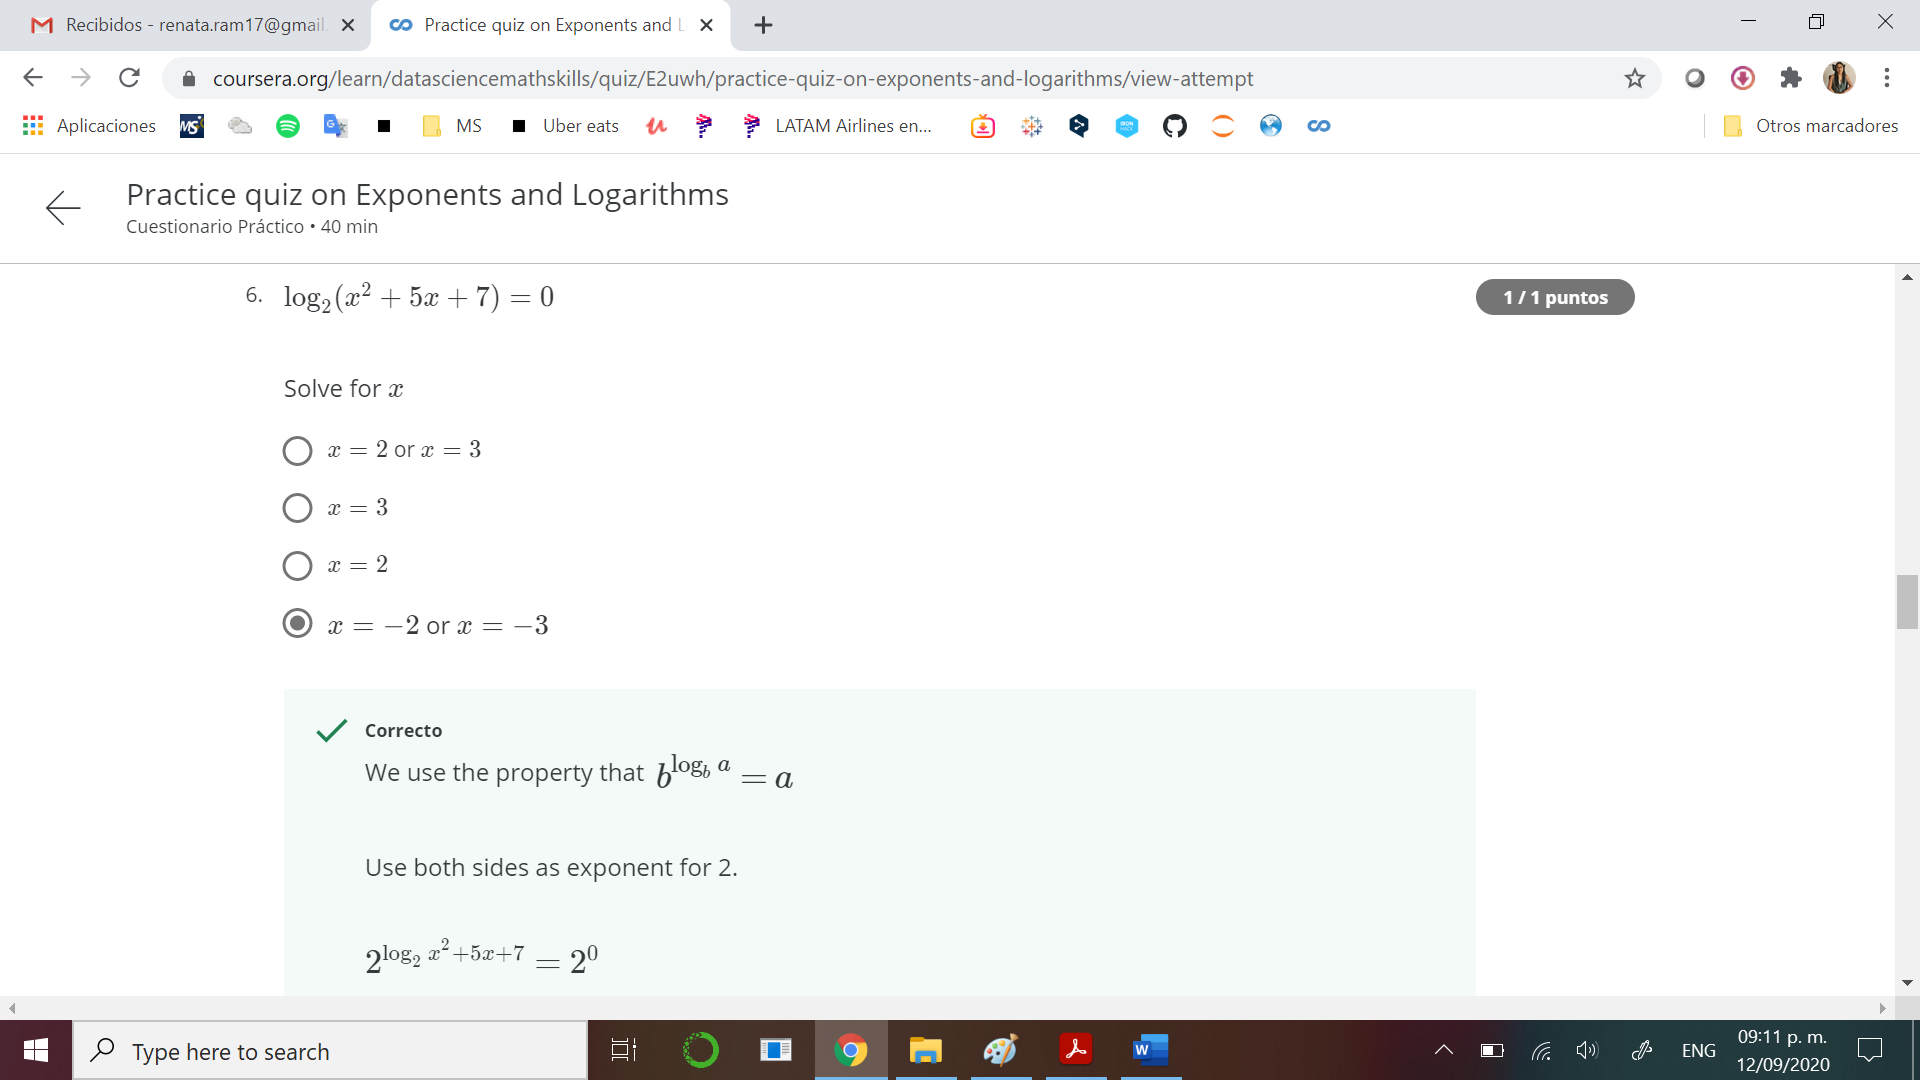 Recibidos - renata.ram17@gmail.
Practice quiz on Exponents and L
coursera.org/learn/datasciencemathskills/quiz/E2uwh/practice-quiz-on-exponents-and-logarithms/view-attempt
Aplicaciones
MS
MS
Uber eats
LATAM Airlines en...
Otros marcadores
Practice quiz on Exponents and Logarithms
Cuestionario Práctico • 40 min
6. log₂(x² + 5x + 7) = 0
1 / 1 puntos
Solve for x
x = 2 or x = 3
x = 3
x = 2
x = −2 or x = −3
Correcto
We use the property that b^{log_b a} = a
Use both sides as exponent for 2.
2^{log₂ x²+5x+7} = 2⁰
Type here to search
ENG
09:11 p. m.
12/09/2020